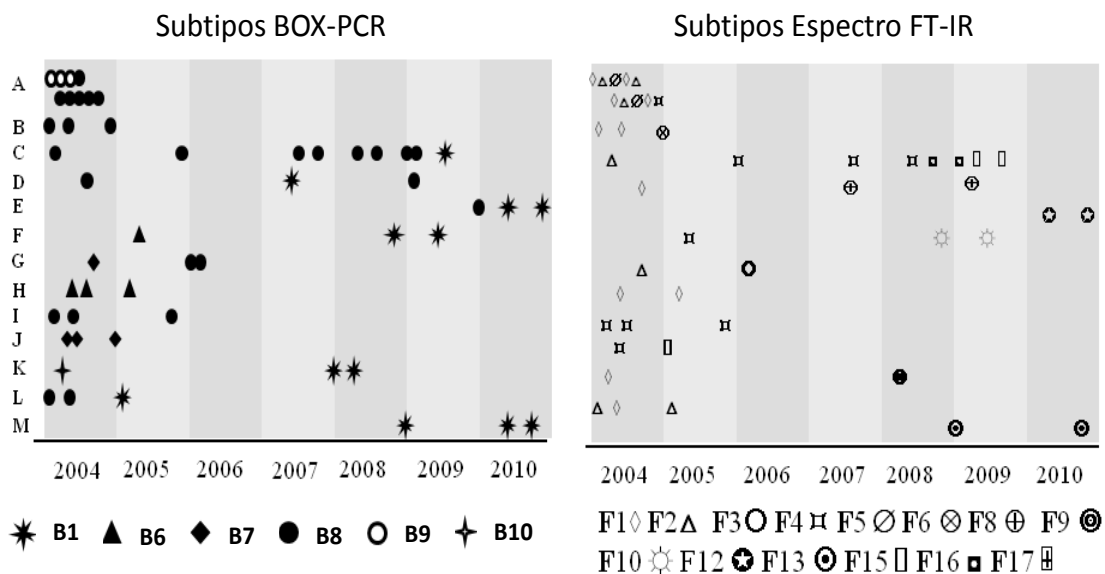 Subtipos BOX-PCR
Subtipos Espectro FT-IR
A
B
C
D
E
F
G
H
I
J
K
L
M
2004 2005 2006 2007 2008 2009 2010
2004 2005 2006 2007 2008 2009 2010
B1 B6 B7 B8 B9 B10
F1 F2 F3 F4 F5 F6 F8 F9
F10 F12 F13 F15 F16 F17